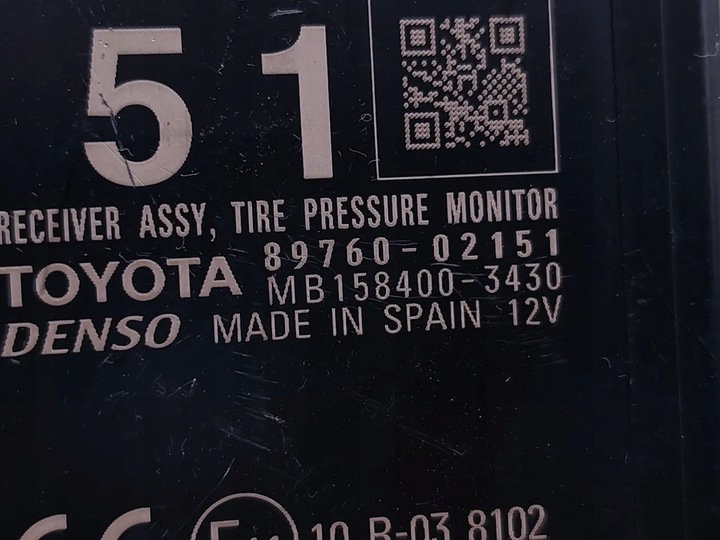 51
RECEIVER ASSY, TIRE PRESSURE MONITOR
TOYOTA 89760-02151
MB158400-3430
DENSO MADE IN SPAIN 12V
10 R-03 8102